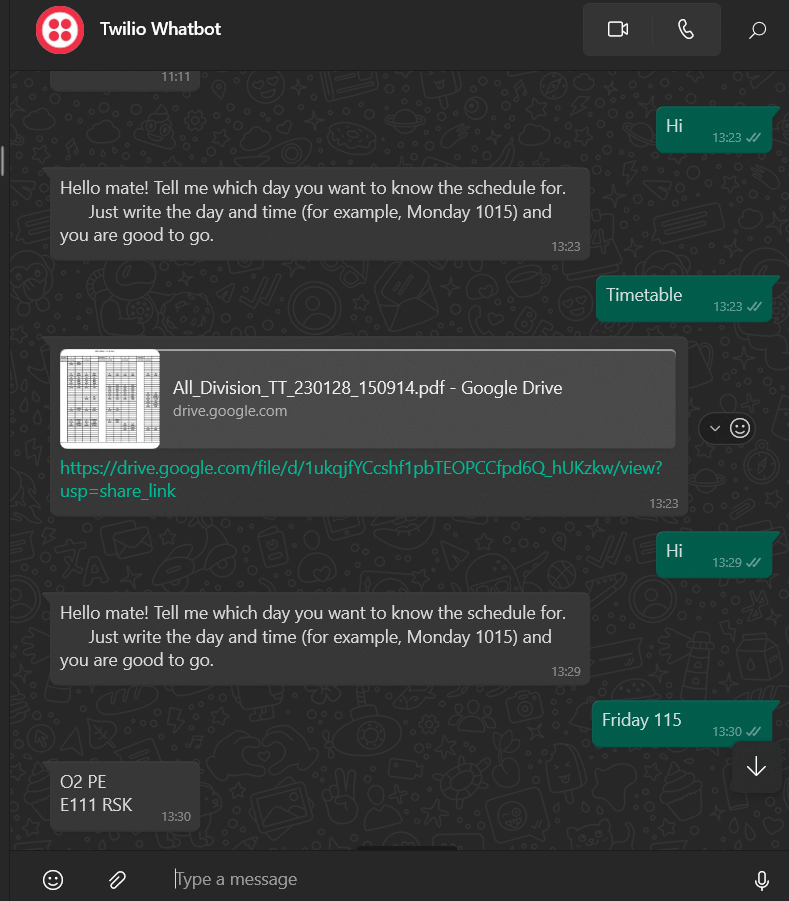 Twilio Whatbot
11:11
Hi
13:23
Hello mate! Tell me which day you want to know the schedule for.
Just write the day and time (for example, Monday 1015) and
you are good to go.
13:23
Timetable
13:23
All_Division_TT_230128_150914.pdf - Google Drive
drive.google.com
https://drive.google.com/file/d/1ukqjfYCcshf1pbTEOPCCfpd6Q_hUKzkw/view?
usp=share_link
13:23
Hi
13:29
Hello mate! Tell me which day you want to know the schedule for.
Just write the day and time (for example, Monday 1015) and
you are good to go.
13:29
Friday 115
13:30
O2 PE
E111 RSK
13:30
Type a message